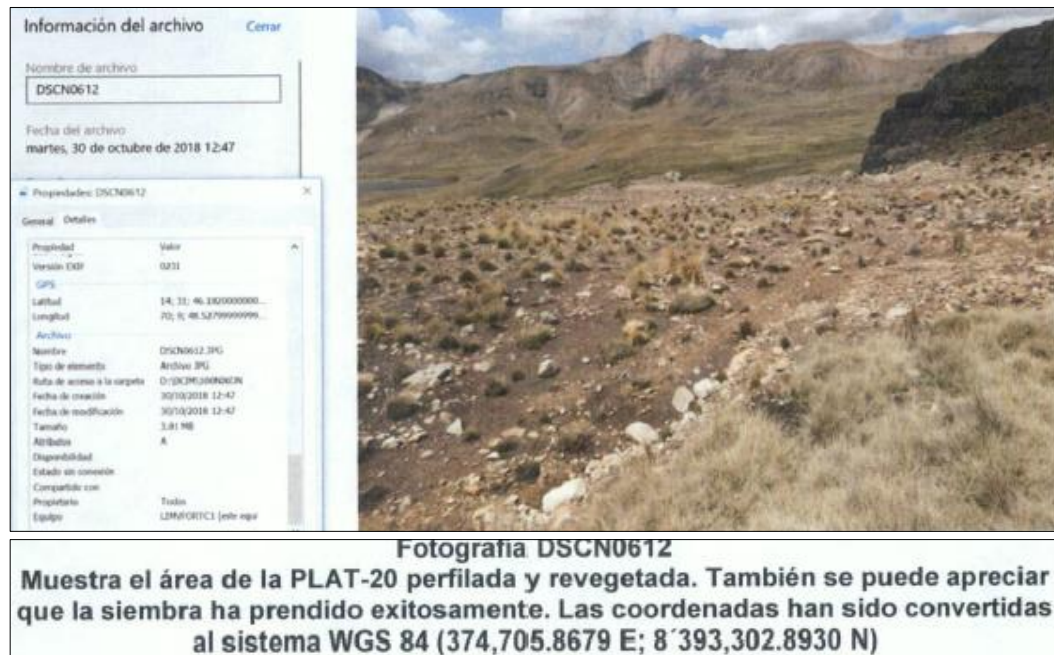 Información del archivo Cerrar
Nombre de archivo
DSCN0612
Fecha del archivo
martes, 30 de octubre de 2018 12:47
Propiedades: DSCN0612
General Detalles
Propiedad Valor
Versión EXIF 0231
GPS
Latitud 14; 31; 46.1820000000...
Longitud 70; 9; 48.52799999999...
Archivo
Nombre DSCN0612.JPG
Tipo de elemento Archivo JPG
Ruta de acceso a la carpeta D:\DCIM\100NIKON
Fecha de creación 30/10/2018 12:47
Fecha de modificación 30/10/2018 12:47
Tamaño 3.81 MB
Atributos A
Disponibilidad
Estado sin conexión
Compartido con
Propietario Todos
Equipo (este equi
Fotografía DSCN0612
Muestra el área de la PLAT-20 perfilada y revegetada. También se puede apreciar
que la siembra ha prendido exitosamente. Las coordenadas han sido convertidas
al sistema WGS 84 (374,705.8679 E; 8´393,302.8930 N)